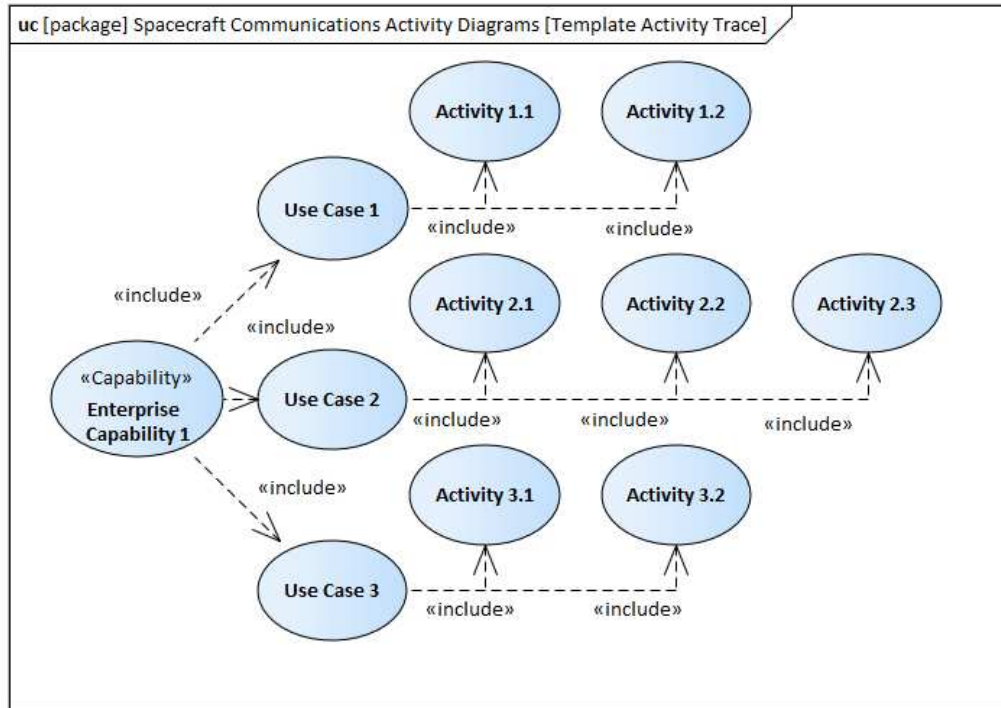 uc [package] Spacecraft Communications Activity Diagrams [Template Activity Trace]
Activity 1.1
Activity 1.2
Use Case 1
«include»
«include»
«include»
Activity 2.1
Activity 2.2
Activity 2.3
«include»
«Capability»
Enterprise
Capability 1
Use Case 2
«include»
«include»
«include»
«include»
Activity 3.1
Activity 3.2
Use Case 3
«include»
«include»